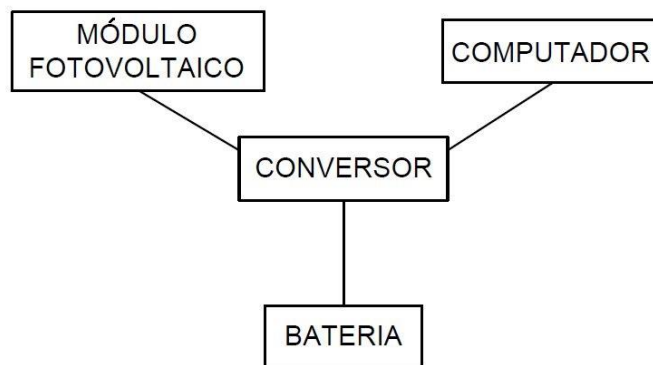 MÓDULO
FOTOVOLTAICO
COMPUTADOR
CONVERSOR
BATERIA